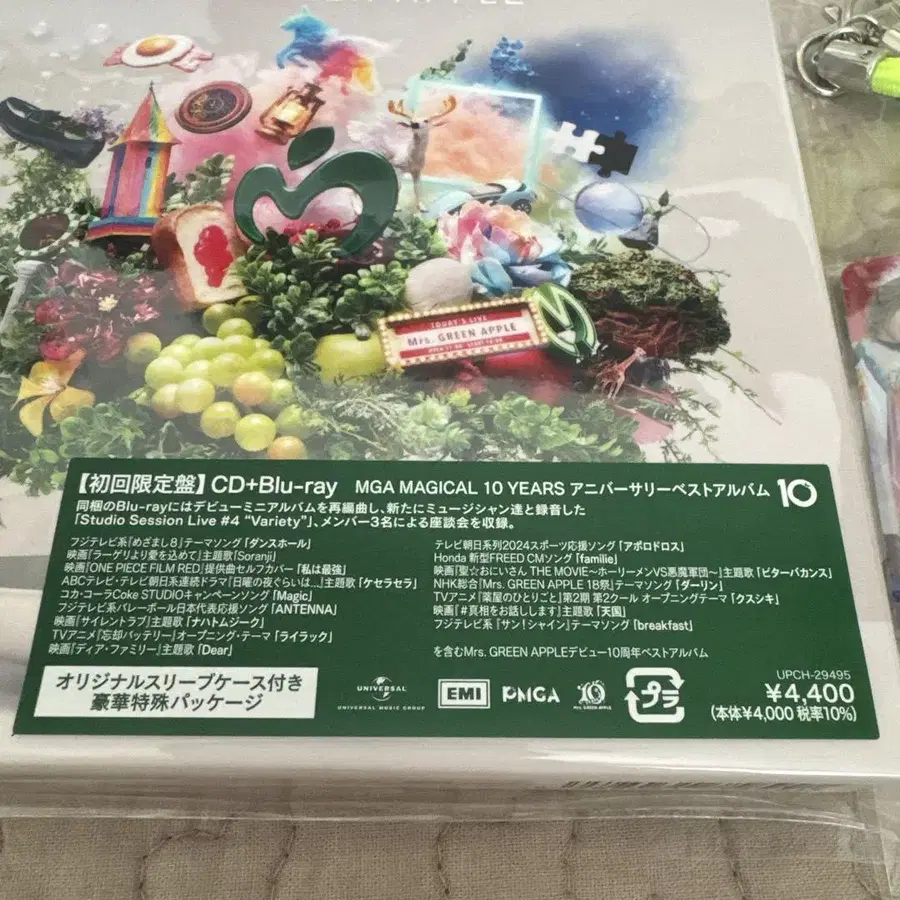 TODAY'S LIVE
Mrs. GREEN APPLE
【初回限定盤】CD+Blu-ray MGA MAGICAL 10 YEARS アニバーサリーベストアルバム 10
同梱のBlu-rayにはデビューミニアルバムを再編曲し、新たにミュージシャン達と録音した
「Studio Session Live #4 “Variety”」、メンバー3名による座談会を収録。
フジテレビ系『めざまし8』テーマソング「ダンスホール」
映画『ラーゲリより愛を込めて』主題歌「Soranji」
映画『ONE PIECE FILM RED』提供曲セルフカバー「私は最強」
ABCテレビ・テレビ朝日系連続ドラマ『日曜の夜ぐらいは...』主題歌「ケセラセラ」
コカ・コーラCoke STUDIOキャンペーンソング「Magic」
フジテレビ系バレーボール日本代表応援ソング「ANTENNA」
映画『サイレントラブ』主題歌「ナハトムジーク」
TVアニメ『忘却バッテリー』オープニング・テーマ「ライラック」
映画『ディア・ファミリー』主題歌「Dear」
テレビ朝日系列2024スポーツ応援ソング「アポロドロス」
Honda 新型FREED CMソング「familie」
映画『聖☆おにいさん THE MOVIE〜ホーリーメンVS悪魔軍団〜』主題歌「ビターバカンス」
NHK総合「Mrs. GREEN APPLE 18祭」テーマソング「ダーリン」
TVアニメ『薬屋のひとりごと』第2期 第2クール オープニングテーマ「クスシキ」
映画『#真相をお話しします』主題歌「天国」
フジテレビ系『サン!シャイン』テーマソング「breakfast」
を含むMrs. GREEN APPLEデビュー10周年ベストアルバム
オリジナルスリーブケース付き
豪華特殊パッケージ
UNIVERSAL
UNIVERSAL MUSIC GROUP
EMI
PMGA
10
Mrs. GREEN APPLE
プラ
UPCH-29495
¥4,400
(本体¥4,000 税率10%)